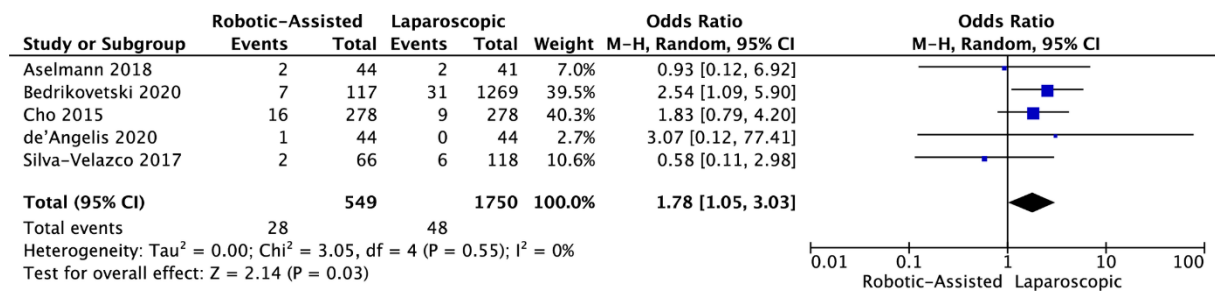 Robotic-Assisted Laparoscopic Odds Ratio Odds Ratio
Study or Subgroup Events Total Events Total Weight M-H, Random, 95% CI M-H, Random, 95% CI
Aselmann 2018 2 44 2 41 7.0% 0.93 [0.12, 6.92]
Bedrikovetski 2020 7 117 31 1269 39.5% 2.54 [1.09, 5.90]
Cho 2015 16 278 9 278 40.3% 1.83 [0.79, 4.20]
de'Angelis 2020 1 44 0 44 2.7% 3.07 [0.12, 77.41]
Silva-Velazco 2017 2 66 6 118 10.6% 0.58 [0.11, 2.98]
Total (95% CI) 549 1750 100.0% 1.78 [1.05, 3.03]
Total events 28 48
Heterogeneity: Tau² = 0.00; Chi² = 3.05, df = 4 (P = 0.55); I² = 0%
Test for overall effect: Z = 2.14 (P = 0.03)
0.01 0.1 1 10 100
Robotic-Assisted Laparoscopic